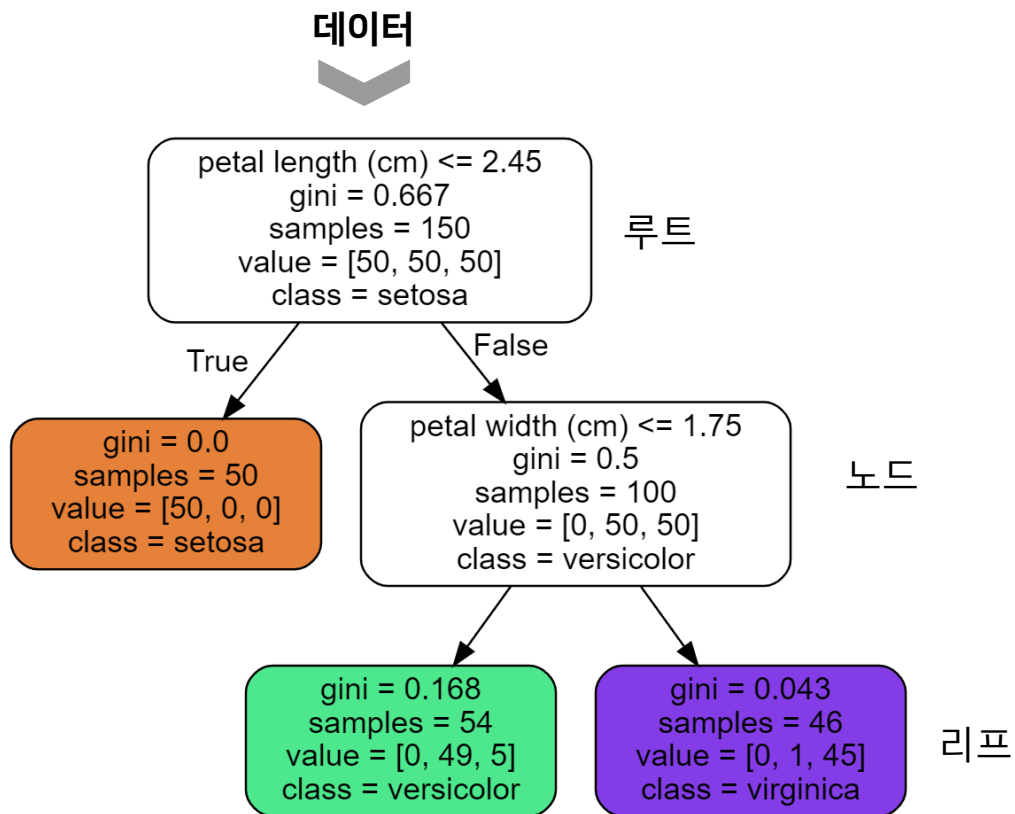 데이터
petal length (cm) <= 2.45
gini = 0.667
samples = 150
value = [50, 50, 50]
class = setosa
루트
True
False
gini = 0.0
samples = 50
value = [50, 0, 0]
class = setosa
petal width (cm) <= 1.75
gini = 0.5
samples = 100
value = [0, 50, 50]
class = versicolor
노드
gini = 0.168
samples = 54
value = [0, 49, 5]
class = versicolor
gini = 0.043
samples = 46
value = [0, 1, 45]
class = virginica
리프